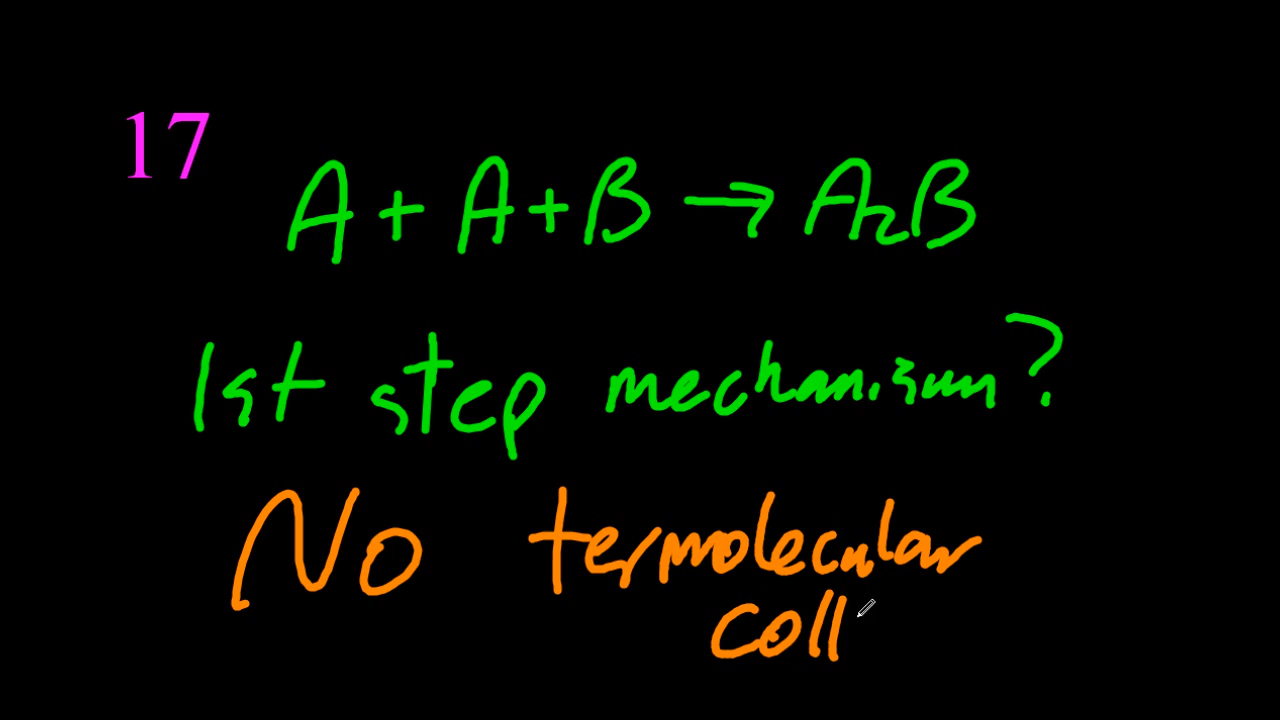 17
A + A + B → A₂B
1st step mechanism?
No termolecular
coll